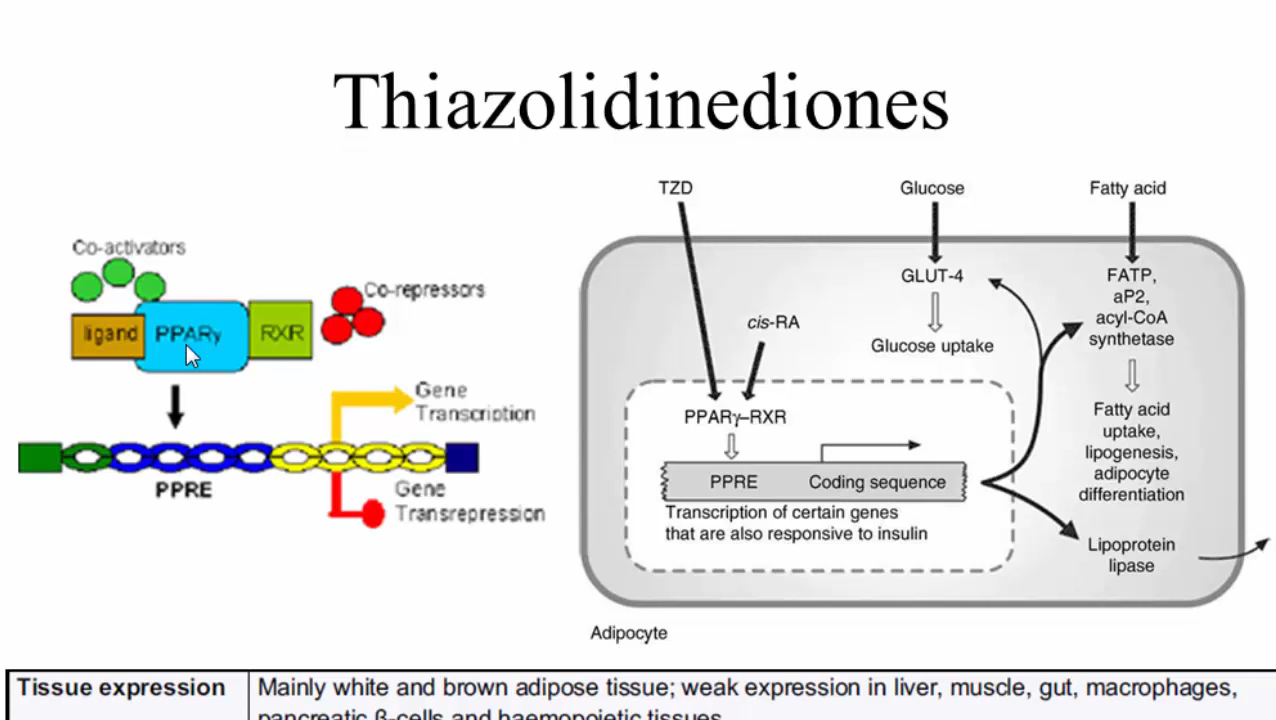 Thiazolidinediones
Co-activators
ligand
PPARγ
RXR
Co-repressors
Gene
Transcription
PPRE
Gene
Transrepression
TZD
Glucose
Fatty acid
GLUT-4
Glucose uptake
cis-RA
FATP,
aP2,
acyl-CoA
synthetase
PPARγ–RXR
PPRE
Coding sequence
Transcription of certain genes
that are also responsive to insulin
Fatty acid
uptake,
lipogenesis,
adipocyte
differentiation
Lipoprotein
lipase
Adipocyte
Tissue expression
Mainly white and brown adipose tissue; weak expression in liver, muscle, gut, macrophages,
pancreatic β-cells and haemopoietic tissues